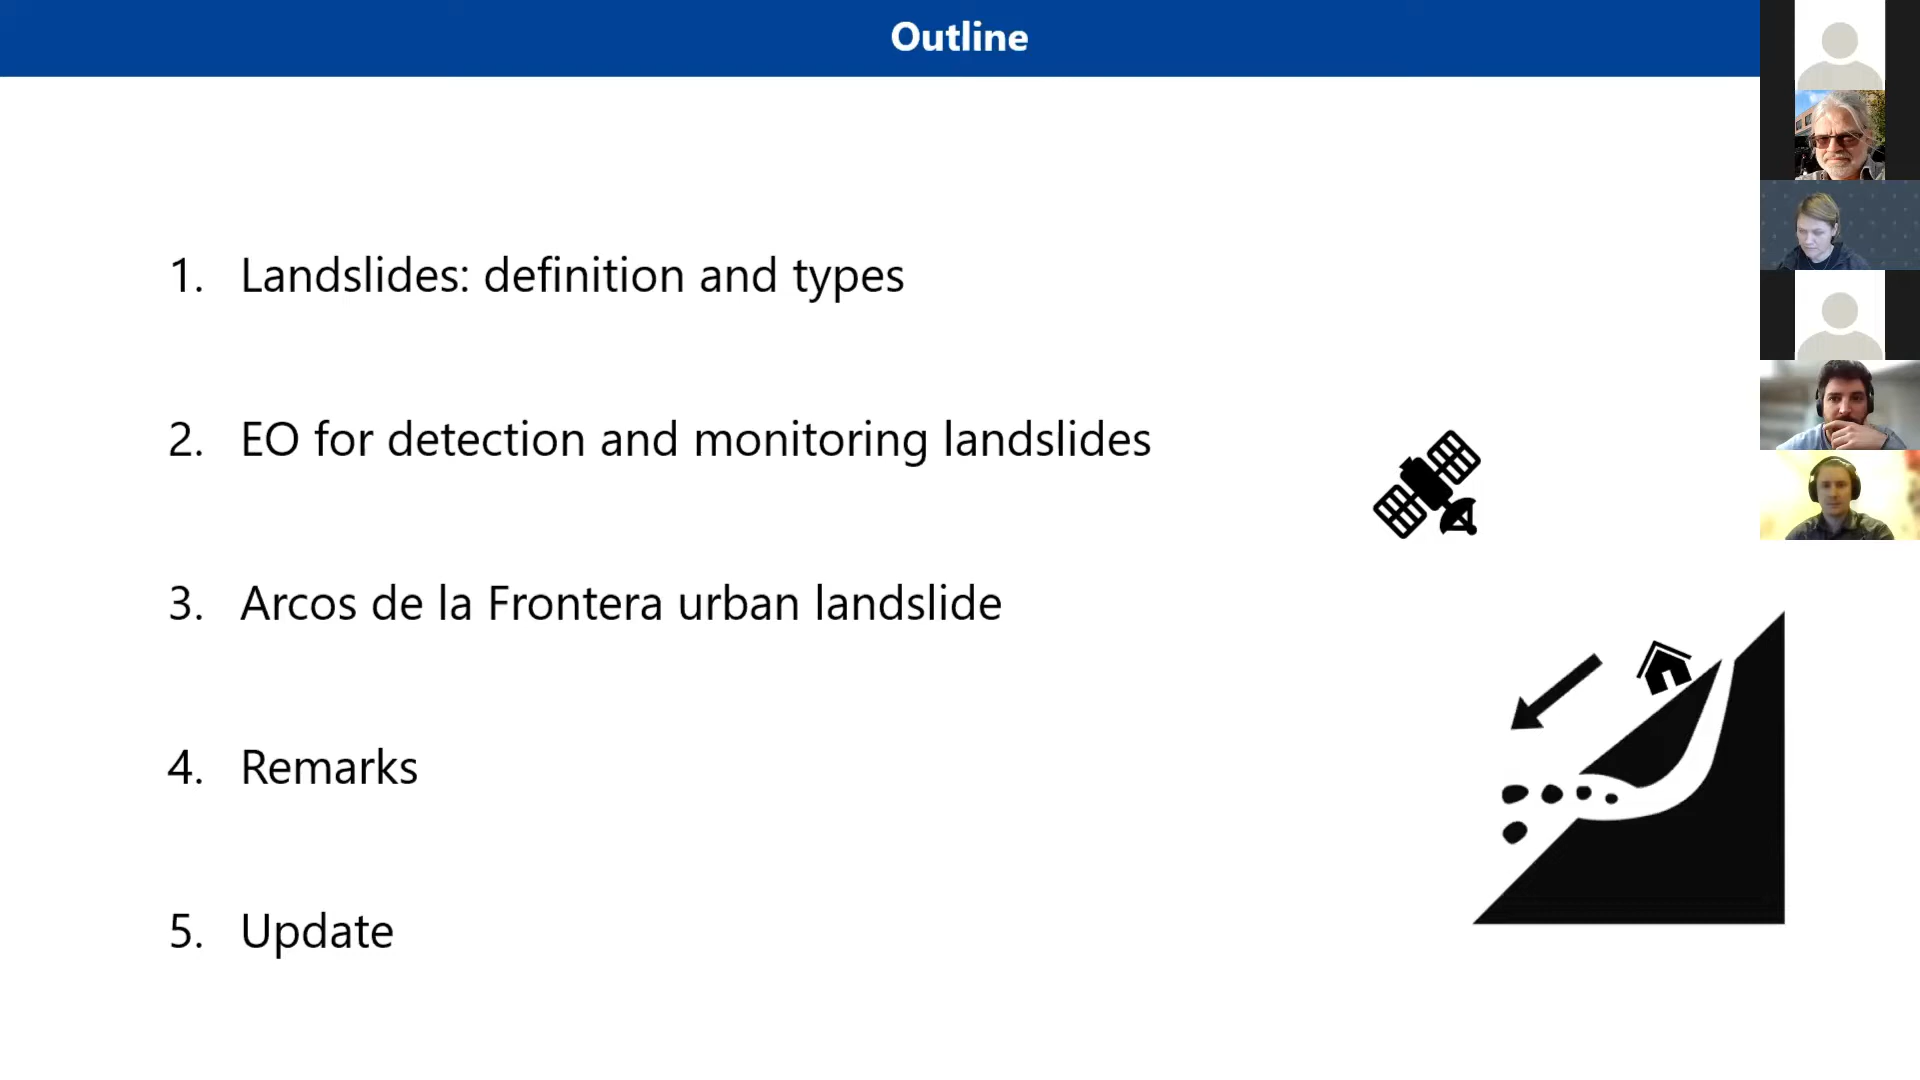 Outline
1. Landslides: definition and types
2. EO for detection and monitoring landslides
3. Arcos de la Frontera urban landslide
4. Remarks
5. Update